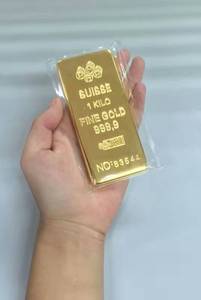 SUISSE
1 KILO
FINE GOLD
999,9